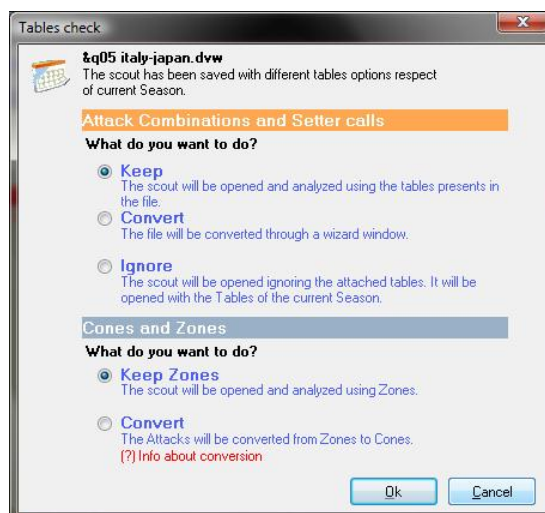 Tables check
&q05 italy-japan.dvw
The scout has been saved with different tables options respect
of current Season.
Attack Combinations and Setter calls
What do you want to do?
Keep
The scout will be opened and analyzed using the tables presents in
the file.
Convert
The file will be converted through a wizard window.
Ignore
The scout will be opened ignoring the attached tables. It will be
opened with the Tables of the current Season.
Cones and Zones
What do you want to do?
Keep Zones
The scout will be opened and analyzed using Zones.
Convert
The Attacks will be converted from Zones to Cones.
(?) Info about conversion
Ok Cancel